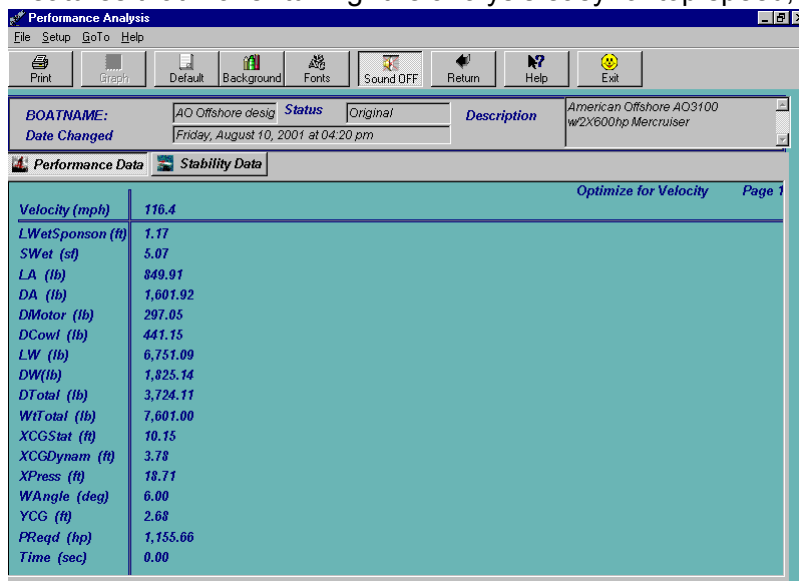 Performance Analysis
File Setup GoTo Help
Print Graph Default Background Fonts Sound OFF Return Help Exit
BOATNAME: AO Offshore desig Status Original Description American Offshore AO3100
w/2X600hp Mercruiser
Date Changed Friday, August 10, 2001 at 04:20 pm
Performance Data Stability Data
Optimize for Velocity Page 1
Velocity (mph) 116.4
LWetSponson (ft) 1.17
SWet (sf) 5.07
LA (lb) 849.91
DA (lb) 1,601.92
DMotor (lb) 297.05
DCowl (lb) 441.15
LW (lb) 6,751.09
DW(lb) 1,825.14
DTotal (lb) 3,724.11
WtTotal (lb) 7,601.00
XCGStat (ft) 10.15
XCGDynam (ft) 3.78
XPress (ft) 18.71
WAngle (deg) 6.00
YCG (ft) 2.68
PReqd (hp) 1,155.66
Time (sec) 0.00